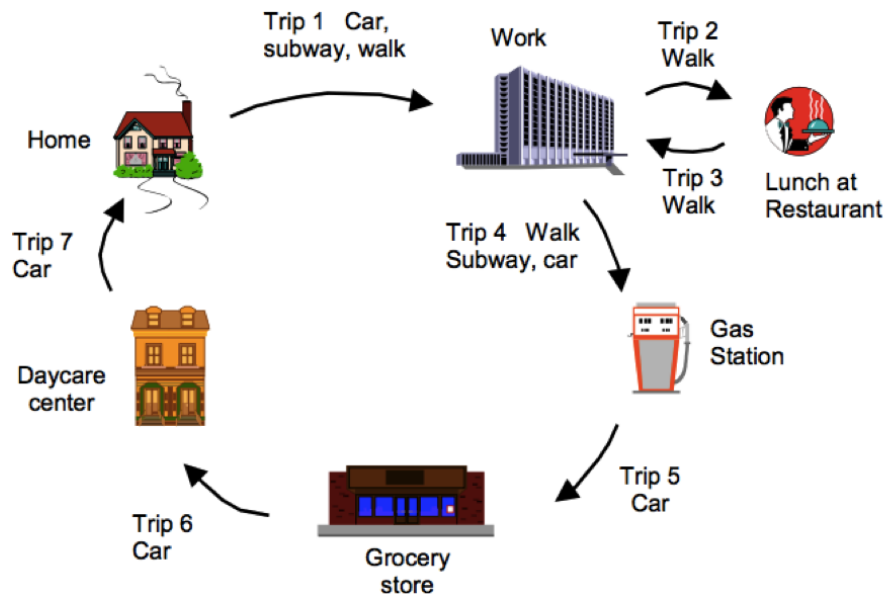 Trip 1 Car,
subway, walk
Work
Trip 2
Walk
Home
Trip 3
Walk
Lunch at
Restaurant
Trip 4 Walk
Subway, car
Trip 7
Car
Gas
Station
Daycare
center
Trip 5
Car
Trip 6
Car
Grocery
store